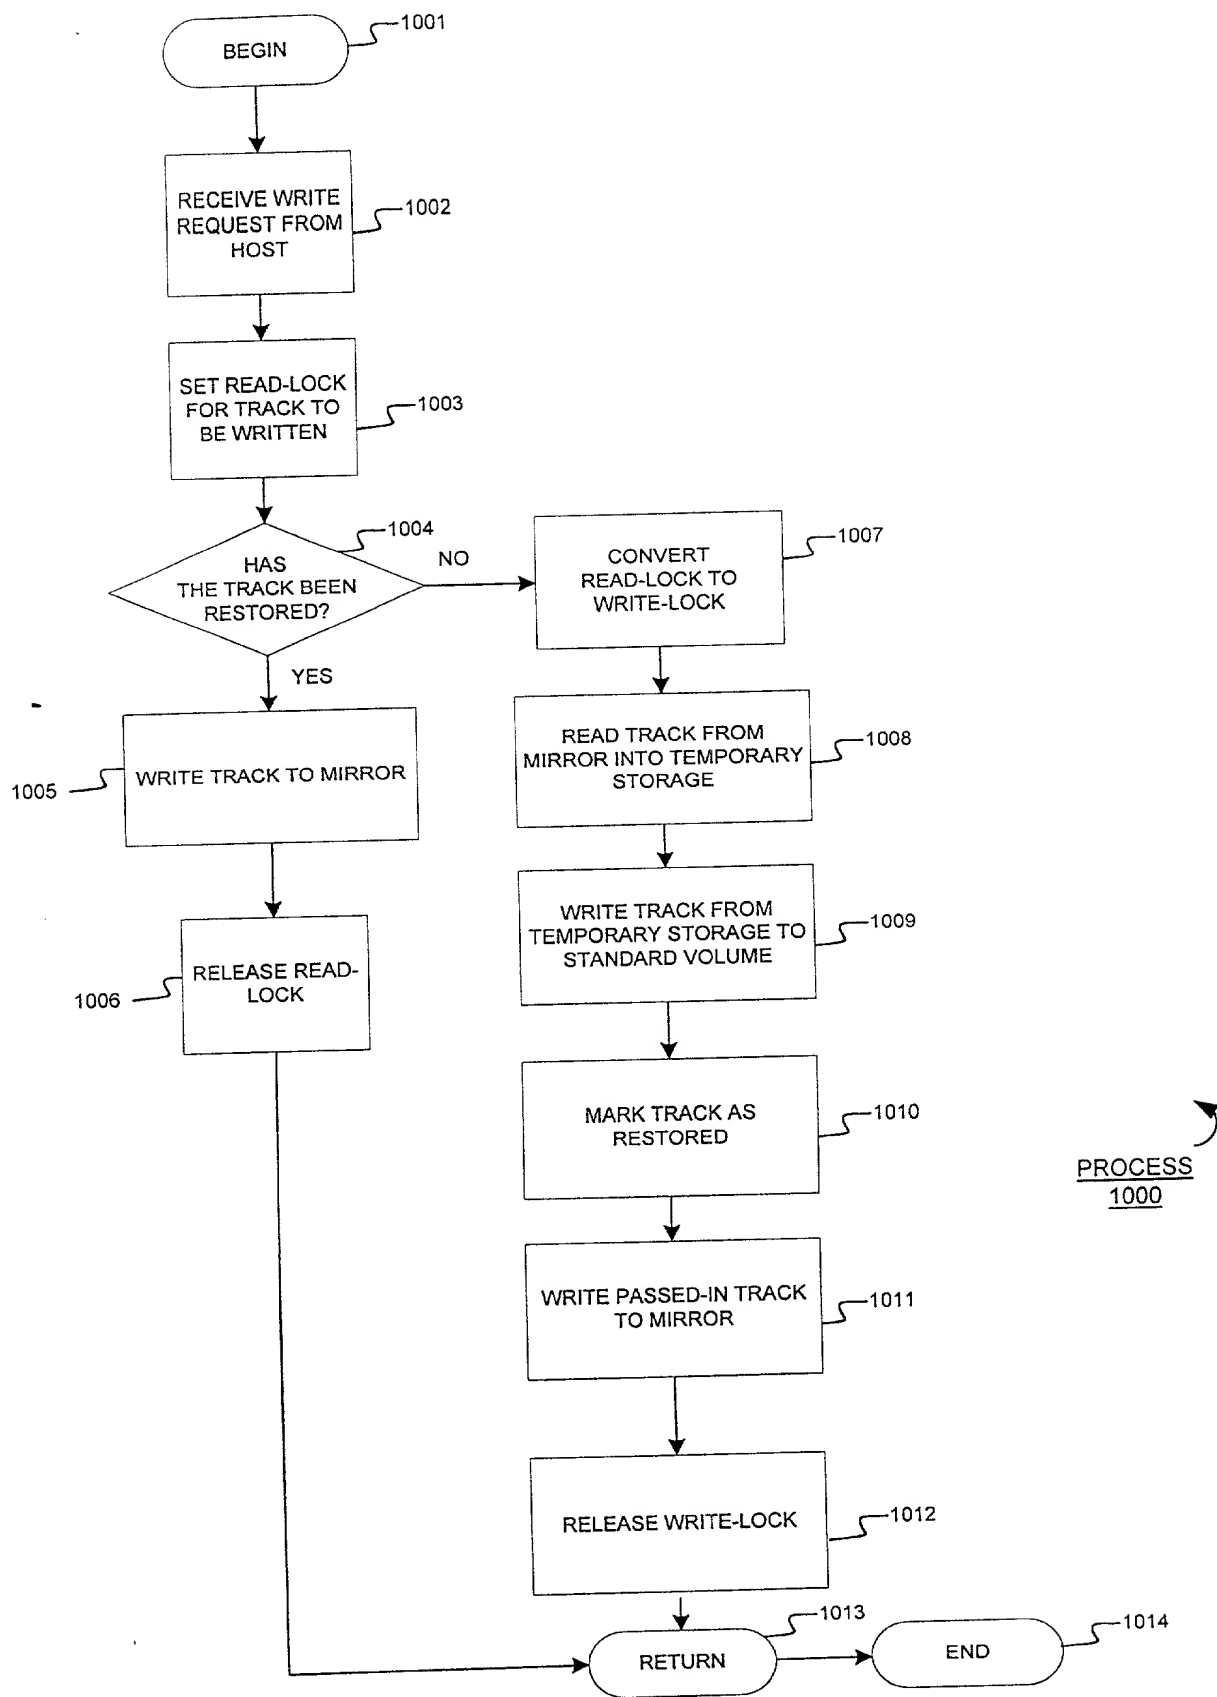 BEGIN
1001
RECEIVE WRITE
REQUEST FROM
HOST
1002
SET READ-LOCK
FOR TRACK TO
BE WRITTEN
1003
HAS
THE TRACK BEEN
RESTORED?
1004
NO
YES
WRITE TRACK TO MIRROR
1005
RELEASE READ-
LOCK
1006
CONVERT
READ-LOCK TO
WRITE-LOCK
1007
READ TRACK FROM
MIRROR INTO TEMPORARY
STORAGE
1008
WRITE TRACK FROM
TEMPORARY STORAGE TO
STANDARD VOLUME
1009
MARK TRACK AS
RESTORED
1010
WRITE PASSED-IN TRACK
TO MIRROR
1011
RELEASE WRITE-LOCK
1012
RETURN
1013
END
1014
PROCESS
1000